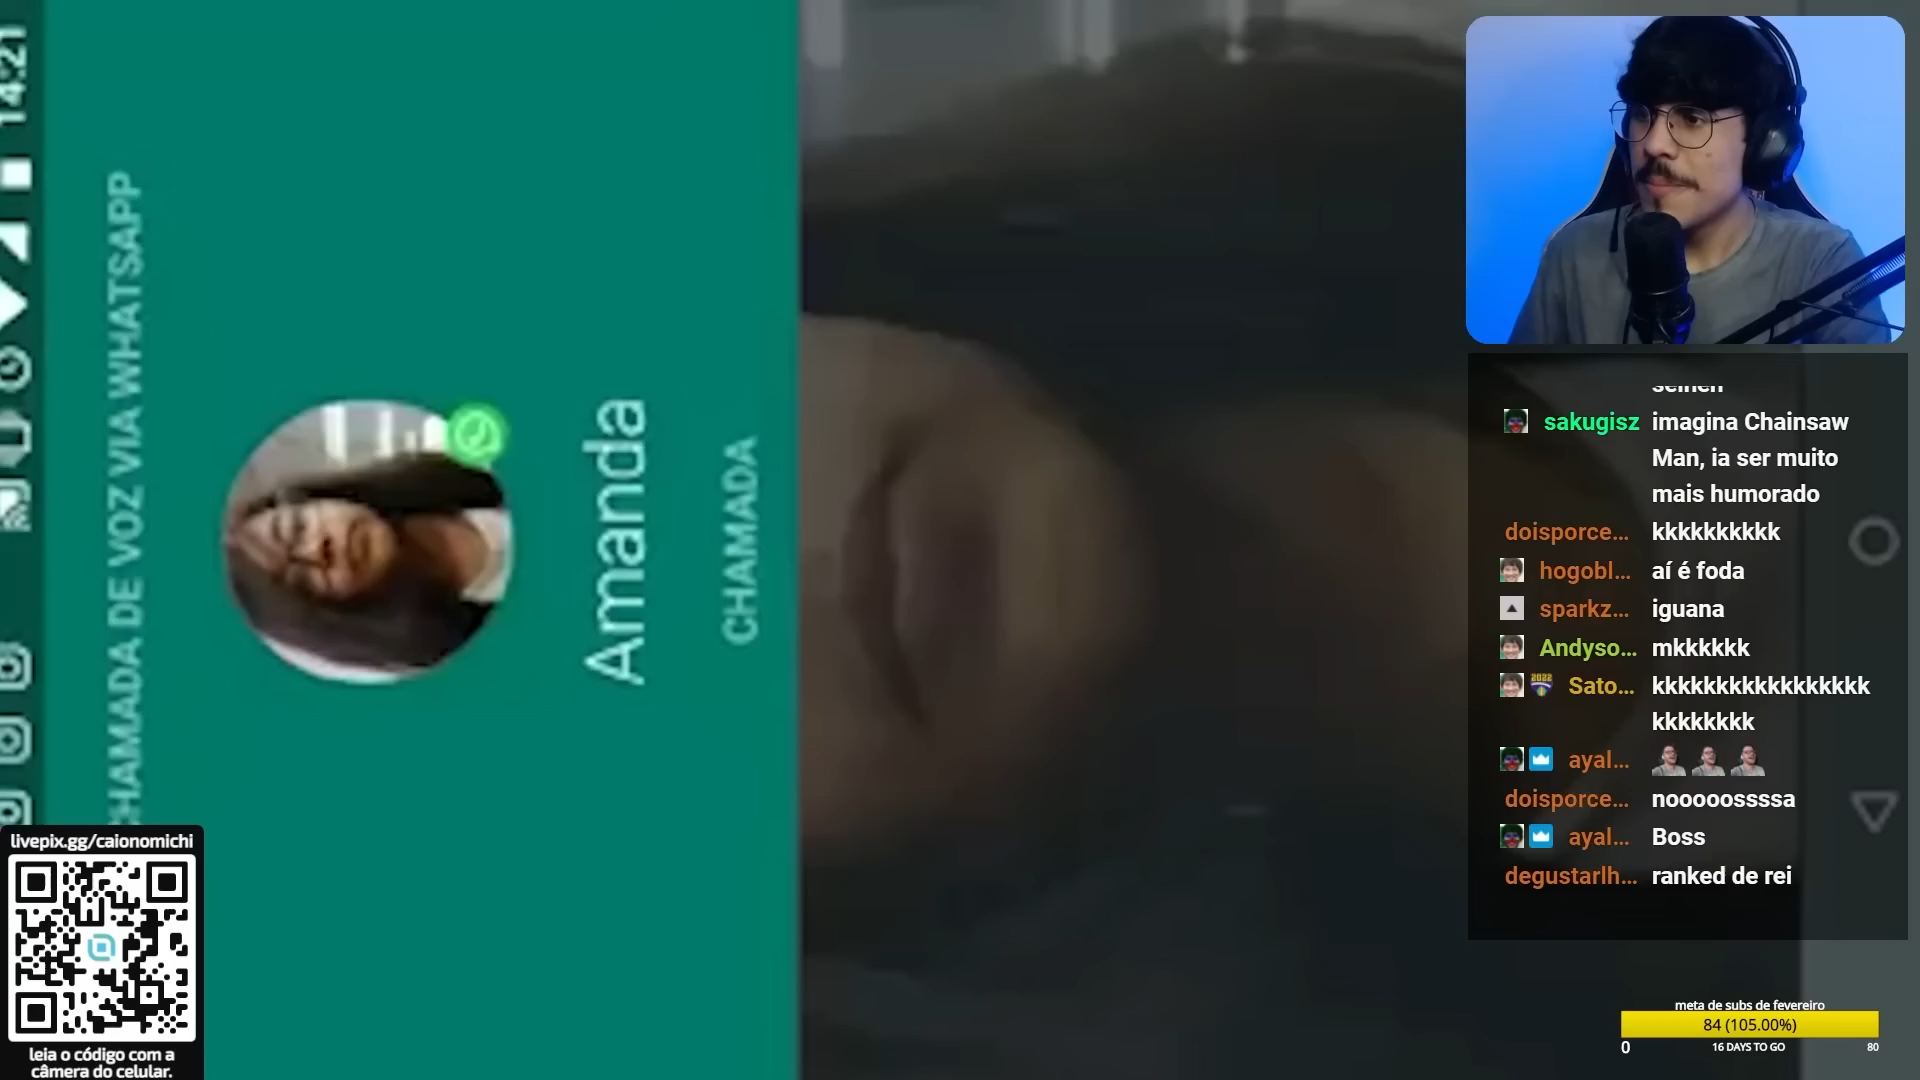 14:21
CHAMADA DE VOZ VIA WHATSAPP
Amanda
CHAMADA
livepix.gg/caionomichi
leia o código com a
câmera do celular.
seinen
sakugisz imagina Chainsaw
Man, ia ser muito
mais humorado
doisporce... kkkkkkkkkk
hogobl... aí é foda
sparkz... iguana
Andyso... mkkkkkk
2022
Sato... kkkkkkkkkkkkkkkkk
kkkkkkkk
ayal...
doisporce... nooooossssa
ayal... Boss
degustarlh... ranked de rei
meta de subs de fevereiro
84 (105.00%)
0 16 DAYS TO GO 80